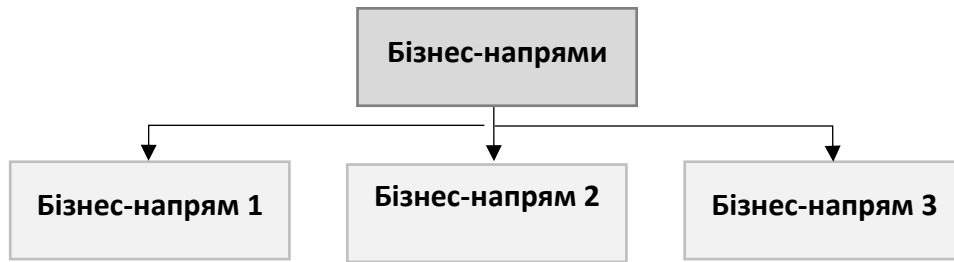 Бізнес-напрями
Бізнес-напрям 1
Бізнес-напрям 2
Бізнес-напрям 3